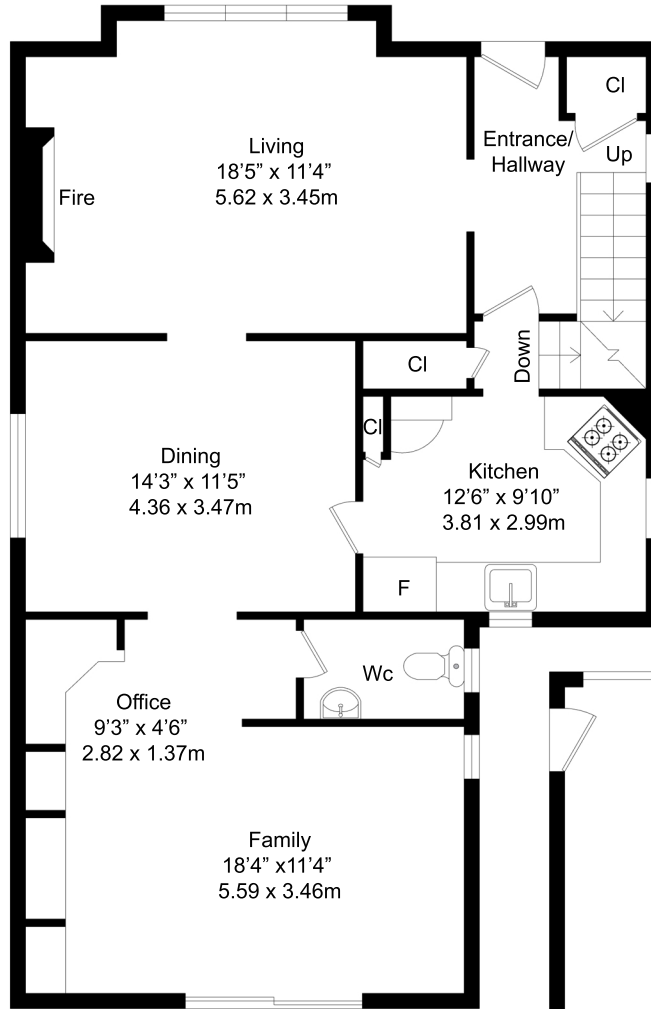 Living
18’5” x 11’4”
5.62 x 3.45m
Fire
Entrance/
Hallway
Cl
Up
Down
Cl
Cl
Dining
14’3” x 11’5”
4.36 x 3.47m
Kitchen
12’6” x 9’10”
3.81 x 2.99m
F
Wc
Office
9’3” x 4’6”
2.82 x 1.37m
Family
18’4” x11’4”
5.59 x 3.46m